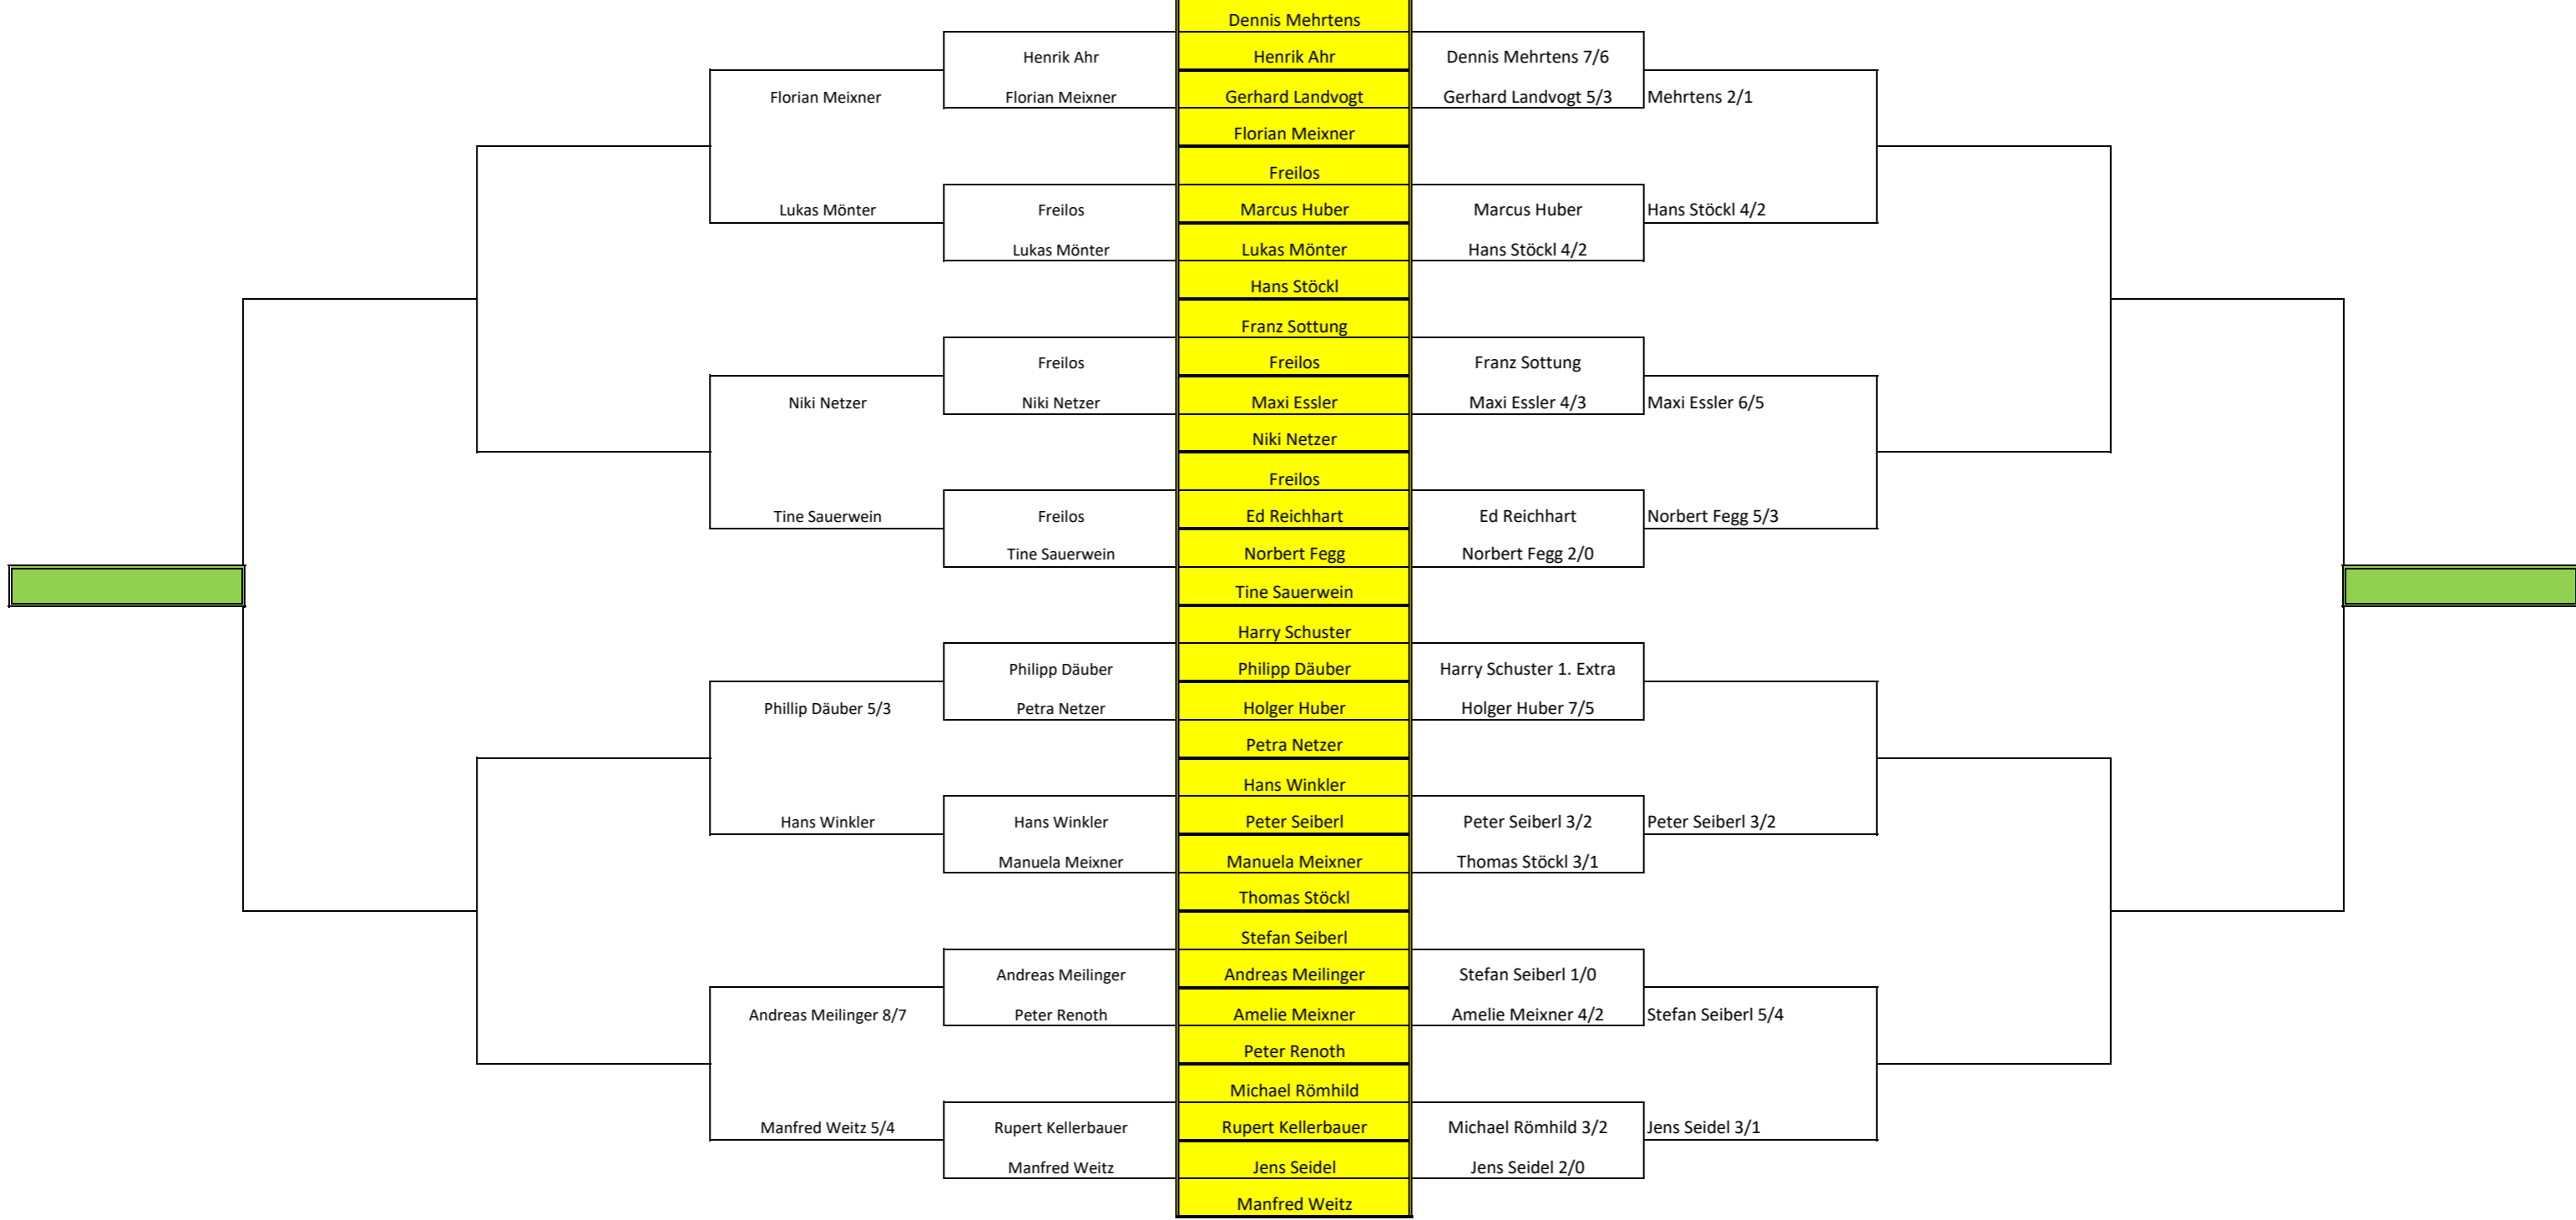 Dennis Mehrtens
Henrik Ahr Henrik Ahr Dennis Mehrtens 7/6
Florian Meixner Florian Meixner Gerhard Landvogt Gerhard Landvogt 5/3 Mehrtens 2/1
Florian Meixner
Freilos
Lukas Mönter Freilos Marcus Huber Marcus Huber Hans Stöckl 4/2
Lukas Mönter Lukas Mönter Hans Stöckl 4/2
Hans Stöckl
Franz Sottung
Freilos Freilos Franz Sottung
Niki Netzer Niki Netzer Maxi Essler Maxi Essler 4/3 Maxi Essler 6/5
Niki Netzer
Freilos
Tine Sauerwein Freilos Ed Reichhart Ed Reichhart Norbert Fegg 5/3
Tine Sauerwein Norbert Fegg Norbert Fegg 2/0
Tine Sauerwein
Harry Schuster
Philipp Däuber Philipp Däuber Harry Schuster 1. Extra
Phillip Däuber 5/3 Petra Netzer Holger Huber Holger Huber 7/5
Petra Netzer
Hans Winkler
Hans Winkler Hans Winkler Peter Seiberl Peter Seiberl 3/2 Peter Seiberl 3/2
Manuela Meixner Manuela Meixner Thomas Stöckl 3/1
Thomas Stöckl
Stefan Seiberl
Andreas Meilinger Andreas Meilinger Stefan Seiberl 1/0
Andreas Meilinger 8/7 Peter Renoth Amelie Meixner Amelie Meixner 4/2 Stefan Seiberl 5/4
Peter Renoth
Michael Römhild
Manfred Weitz 5/4 Rupert Kellerbauer Rupert Kellerbauer Michael Römhild 3/2 Jens Seidel 3/1
Manfred Weitz Jens Seidel Jens Seidel 2/0
Manfred Weitz